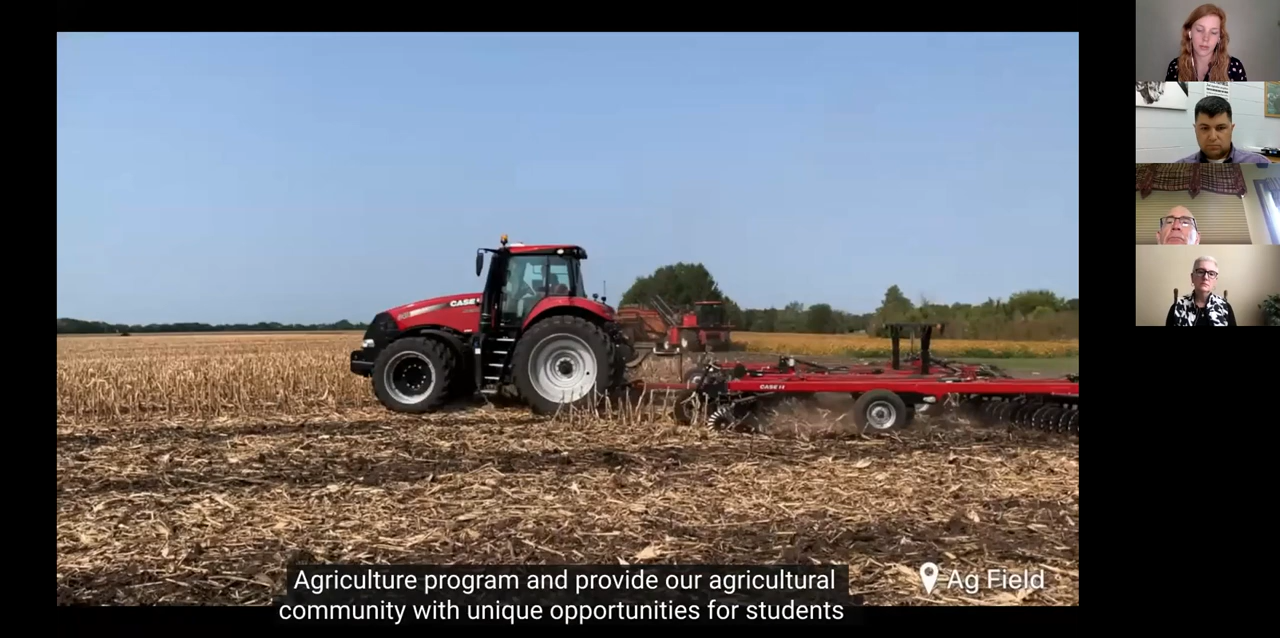 CASE IH
CASE IH
Agriculture program and provide our agricultural
community with unique opportunities for students
Ag Field